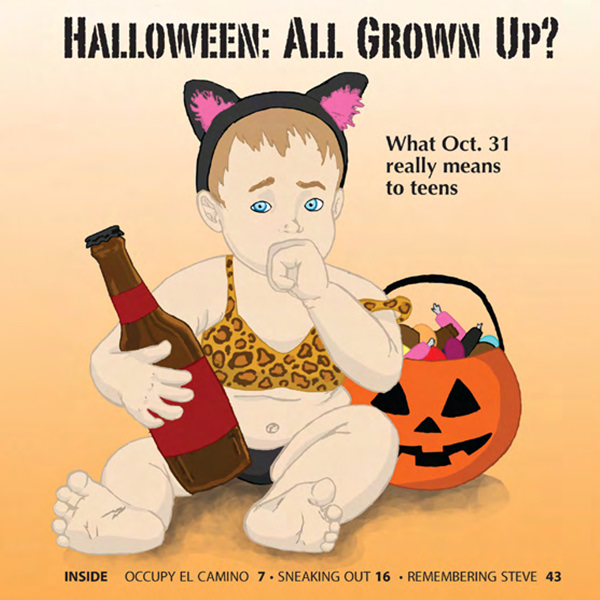 HALLOWEEN: ALL GROWN UP?
What Oct. 31
really means
to teens
INSIDE OCCUPY EL CAMINO 7 • SNEAKING OUT 16 • REMEMBERING STEVE 43